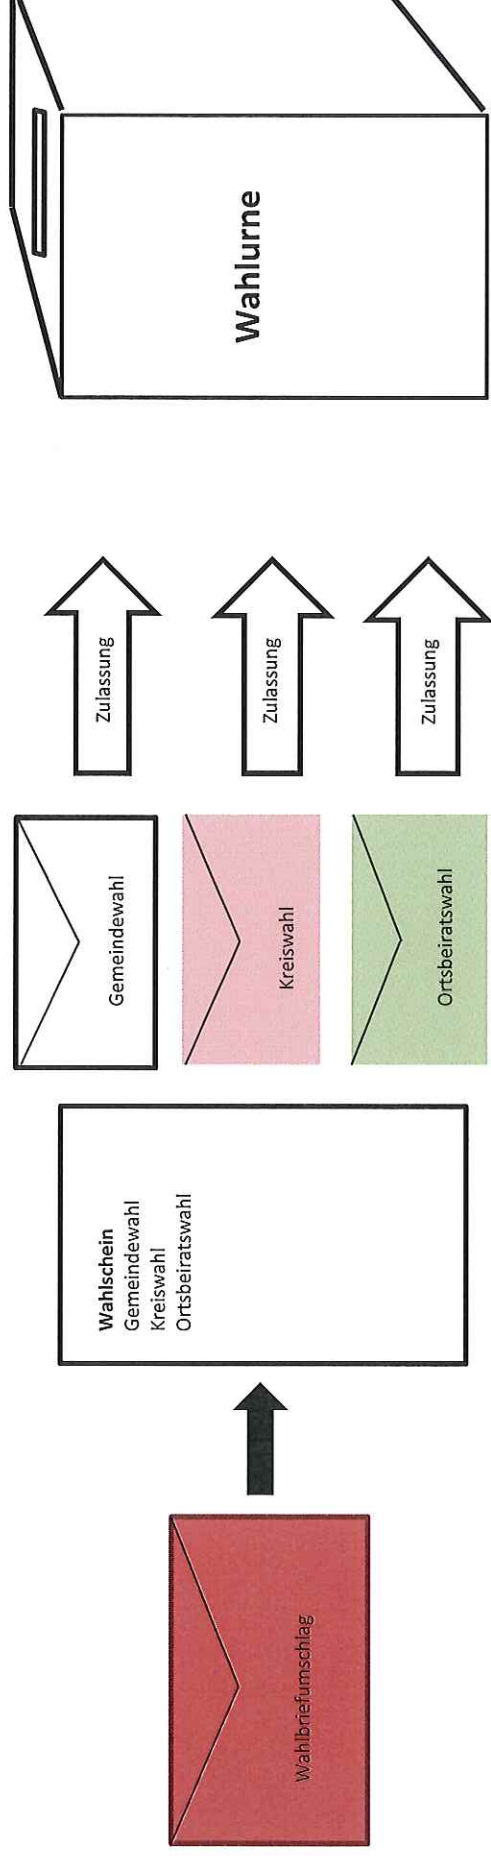 Wahlbriefumschlag
Wahlschein
Gemeindewahl
Kreiswahl
Ortsbeiratswahl
Gemeindewahl
Kreiswahl
Ortsbeiratswahl
Zulassung
Zulassung
Zulassung
Wahlurne